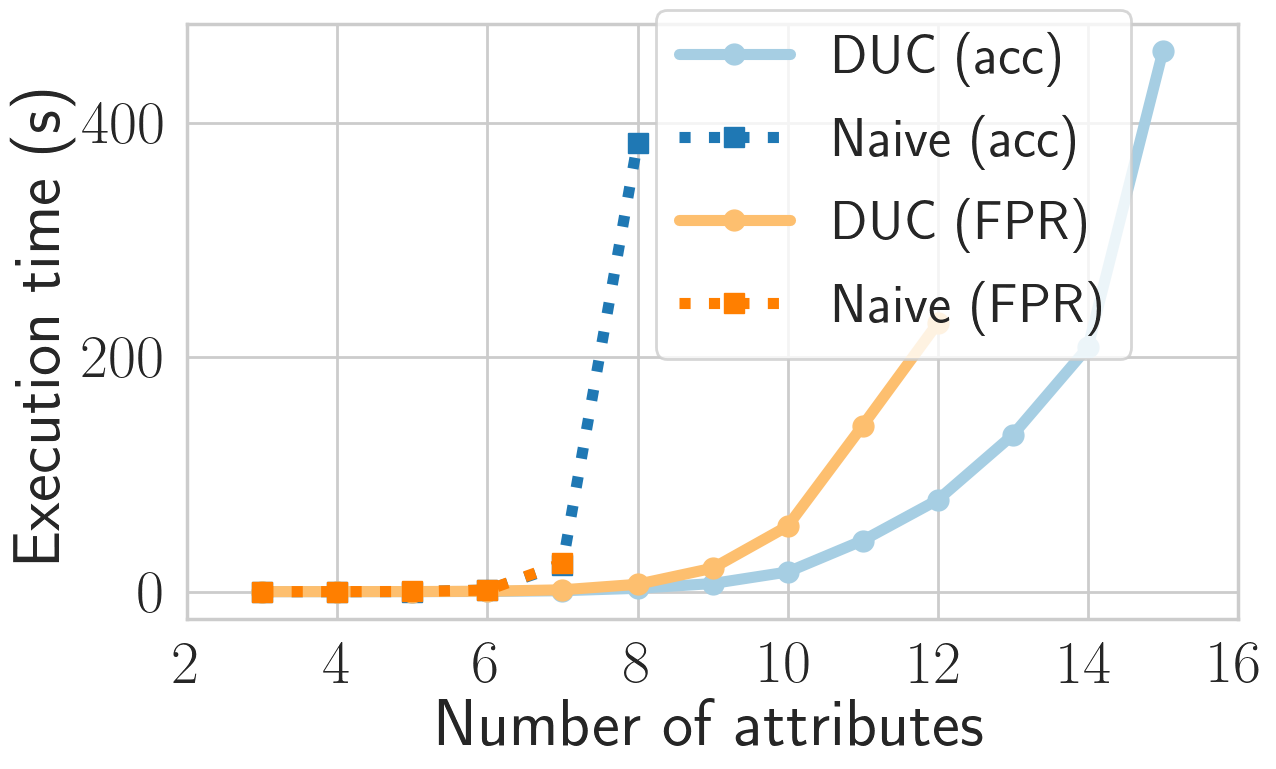 DUC (acc)
Naive (acc)
DUC (FPR)
Naive (FPR)
Execution time (s)
400
200
0
2 4 6 8 10 12 14 16
Number of attributes